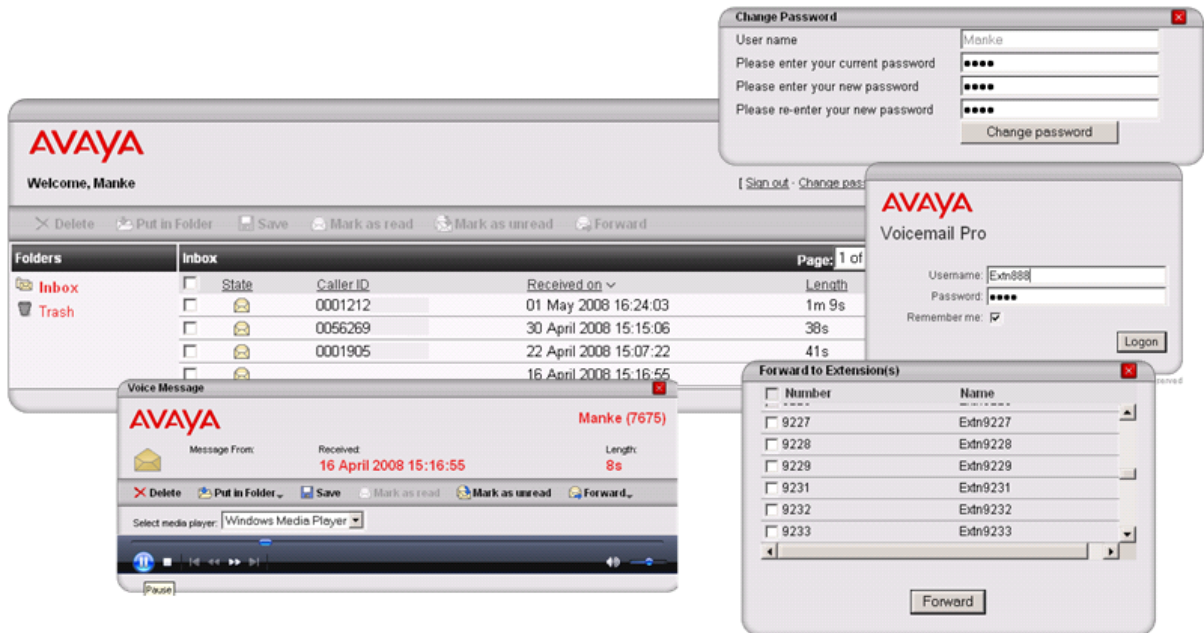 Change Password
User name Manke
Please enter your current password ●●●●
Please enter your new password ●●●●
Please re-enter your new password ●●●●
Change password
AVAYA
Welcome, Manke
[ Sign out - Change pas
Delete Put in Folder Save Mark as read Mark as unread Forward
Folders Inbox Page: 1 of
Inbox
Trash
State Caller ID Received on Length
0001212 01 May 2008 16:24:03 1m 9s
0056269 30 April 2008 15:15:06 38s
0001905 22 April 2008 15:07:22 41s
16 April 2008 15:16:55
AVAYA
Voicemail Pro
Username: Extn888
Password: ●●●●
Remember me:
Logon
Voice Message
AVAYA
Manke (7675)
Message From: Received: Length:
16 April 2008 15:16:55 8s
Delete Put in Folder Save Mark as read Mark as unread Forward
Select media player: Windows Media Player
Pause
Forward to Extension(s)
Number Name
9227 Extn9227
9228 Extn9228
9229 Extn9229
9231 Extn9231
9232 Extn9232
9233 Extn9233
Forward